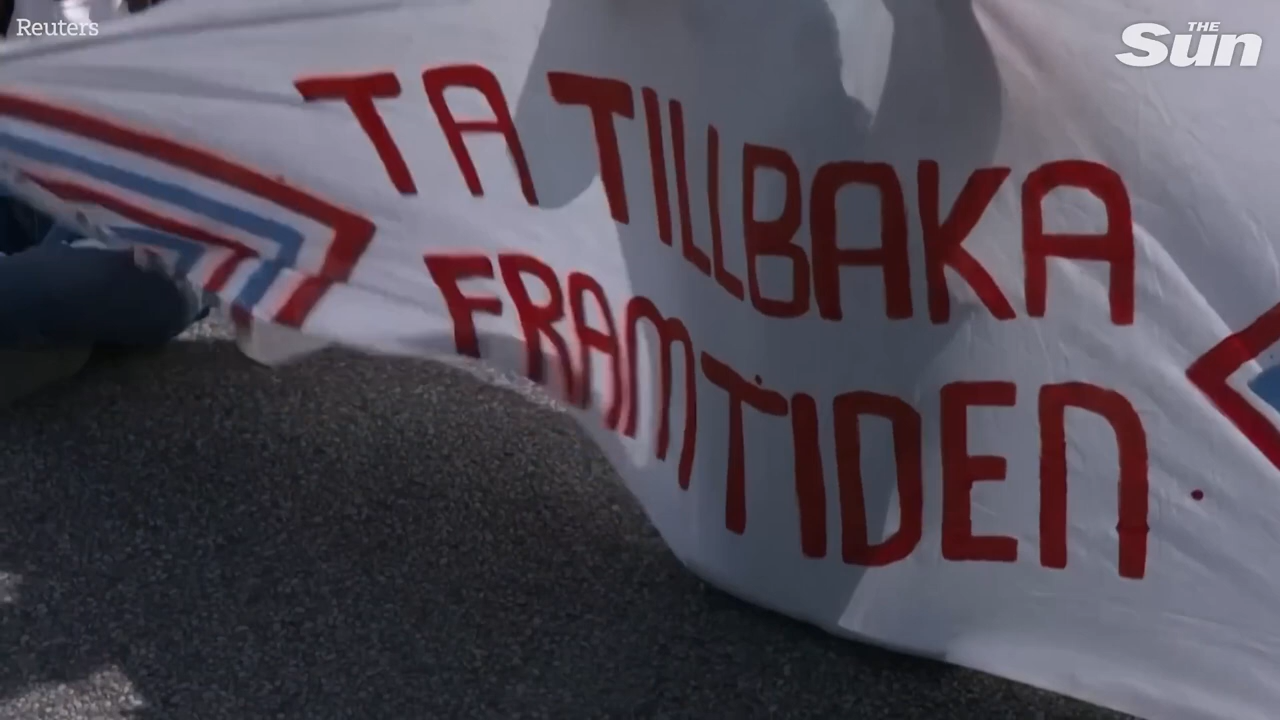 Reuters
THE
Sun
TA TILLBAKA
FRAMTIDEN